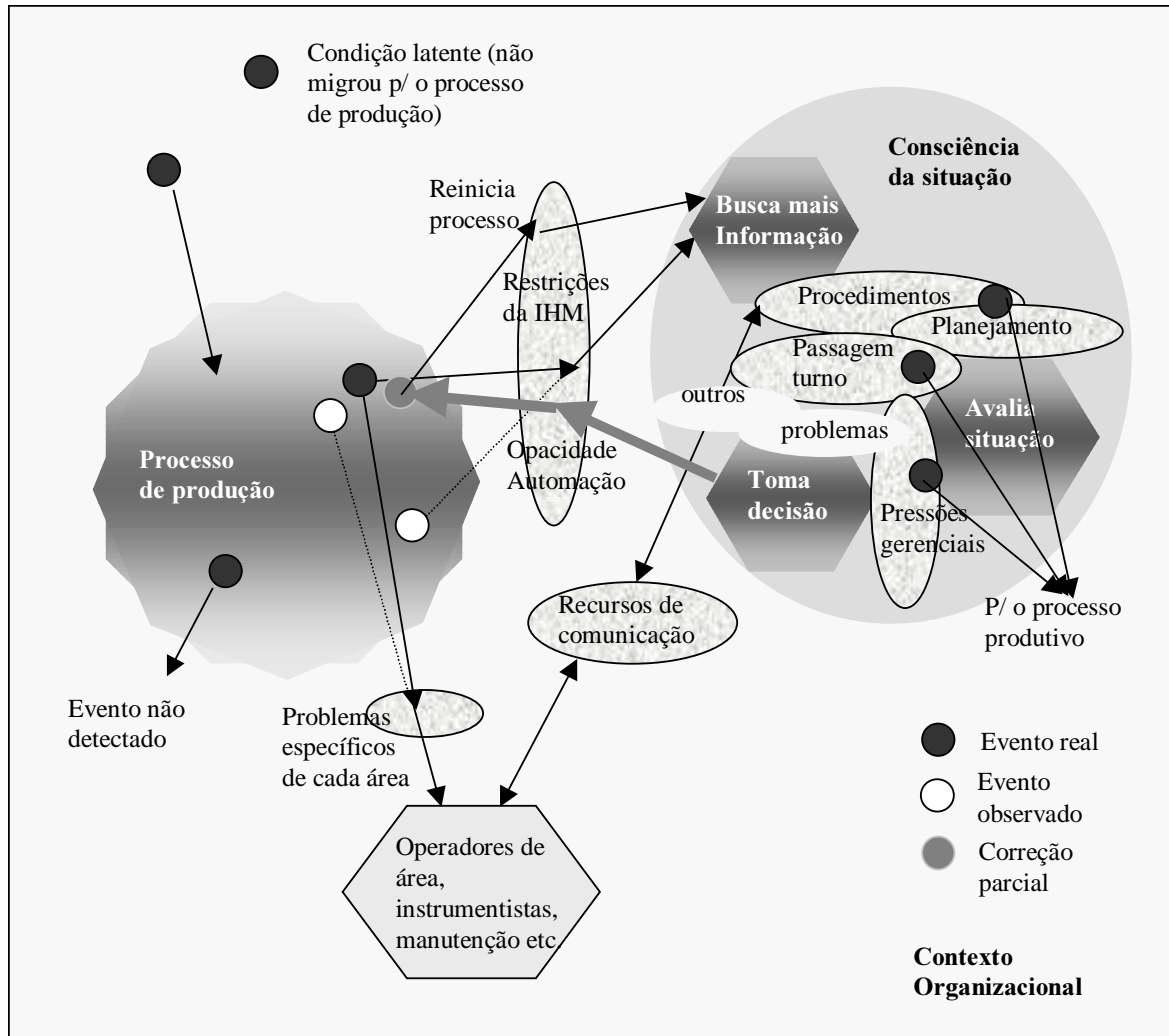 Condição latente (não
migrou p/ o processo
de produção)
Consciência
da situação
Reinicia
processo
Busca mais
Informação
Restrições
da IHM
Procedimentos
Planejamento
Passagem
turno
outros
problemas
Avalia
situação
Opacidade
Automação
Processo
de produção
Toma
decisão
Pressões
gerenciais
Recursos de
comunicação
P/ o processo
produtivo
Evento não
detectado
Problemas
específicos
de cada área
Evento real
Evento
observado
Correção
parcial
Operadores de
área,
instrumentistas,
manutenção etc.
Contexto
Organizacional